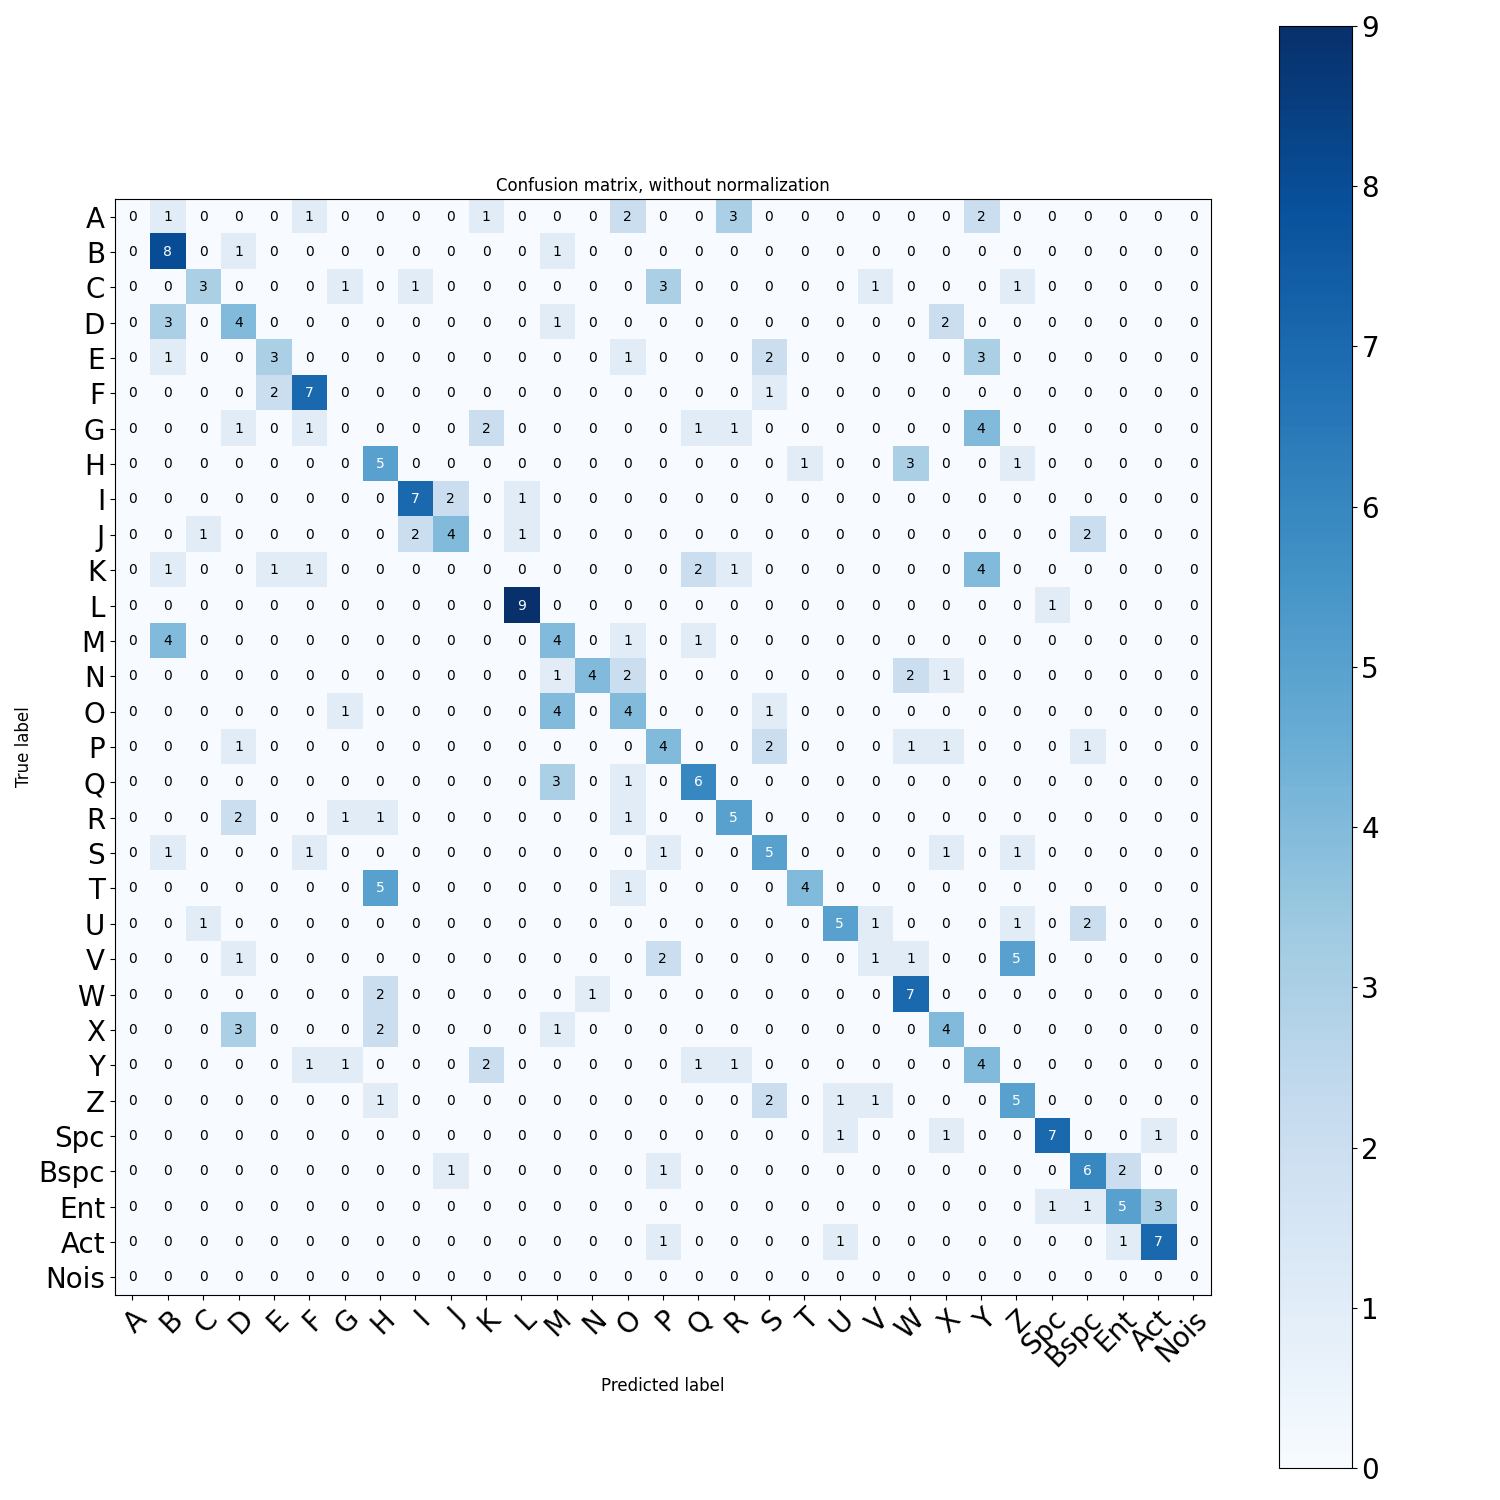 Confusion matrix, without normalization
A 0 1 0 0 0 1 0 0 0 0 1 0 0 0 2 0 0 3 0 0 0 0 0 0 2 0 0 0 0 0 0
B 0 8 0 1 0 0 0 0 0 0 0 0 1 0 0 0 0 0 0 0 0 0 0 0 0 0 0 0 0 0 0
C 0 0 3 0 0 0 1 0 1 0 0 0 0 0 0 3 0 0 0 0 0 1 0 0 0 1 0 0 0 0 0
D 0 3 0 4 0 0 0 0 0 0 0 0 1 0 0 0 0 0 0 0 0 0 0 2 0 0 0 0 0 0 0
E 0 1 0 0 3 0 0 0 0 0 0 0 0 0 1 0 0 0 2 0 0 0 0 0 3 0 0 0 0 0 0
F 0 0 0 0 2 7 0 0 0 0 0 0 0 0 0 0 0 0 1 0 0 0 0 0 0 0 0 0 0 0 0
G 0 0 0 1 0 1 0 0 0 0 2 0 0 0 0 0 1 1 0 0 0 0 0 0 4 0 0 0 0 0 0
H 0 0 0 0 0 0 0 5 0 0 0 0 0 0 0 0 0 0 0 1 0 0 3 0 0 1 0 0 0 0 0
I 0 0 0 0 0 0 0 0 7 2 0 1 0 0 0 0 0 0 0 0 0 0 0 0 0 0 0 0 0 0 0
J 0 0 1 0 0 0 0 0 2 4 0 1 0 0 0 0 0 0 0 0 0 0 0 0 0 0 0 2 0 0 0
K 0 1 0 0 1 1 0 0 0 0 0 0 0 0 0 0 2 1 0 0 0 0 0 0 4 0 0 0 0 0 0
L 0 0 0 0 0 0 0 0 0 0 0 9 0 0 0 0 0 0 0 0 0 0 0 0 0 0 1 0 0 0 0
M 0 4 0 0 0 0 0 0 0 0 0 0 4 0 1 0 1 0 0 0 0 0 0 0 0 0 0 0 0 0 0
N 0 0 0 0 0 0 0 0 0 0 0 0 1 4 2 0 0 0 0 0 0 0 2 1 0 0 0 0 0 0 0
O 0 0 0 0 0 0 1 0 0 0 0 0 4 0 4 0 0 0 1 0 0 0 0 0 0 0 0 0 0 0 0
P 0 0 0 1 0 0 0 0 0 0 0 0 0 0 0 4 0 0 2 0 0 0 1 1 0 0 0 1 0 0 0
Q 0 0 0 0 0 0 0 0 0 0 0 0 3 0 1 0 6 0 0 0 0 0 0 0 0 0 0 0 0 0 0
R 0 0 0 2 0 0 1 1 0 0 0 0 0 0 1 0 0 5 0 0 0 0 0 0 0 0 0 0 0 0 0
S 0 1 0 0 0 1 0 0 0 0 0 0 0 0 0 1 0 0 5 0 0 0 0 1 0 1 0 0 0 0 0
T 0 0 0 0 0 0 0 5 0 0 0 0 0 0 1 0 0 0 0 4 0 0 0 0 0 0 0 0 0 0 0
U 0 0 1 0 0 0 0 0 0 0 0 0 0 0 0 0 0 0 0 0 5 1 0 0 0 1 0 2 0 0 0
V 0 0 0 1 0 0 0 0 0 0 0 0 0 0 0 2 0 0 0 0 0 1 1 0 0 5 0 0 0 0 0
W 0 0 0 0 0 0 0 2 0 0 0 0 0 1 0 0 0 0 0 0 0 0 7 0 0 0 0 0 0 0 0
X 0 0 0 3 0 0 0 2 0 0 0 0 1 0 0 0 0 0 0 0 0 0 0 4 0 0 0 0 0 0 0
Y 0 0 0 0 0 1 1 0 0 0 2 0 0 0 0 0 1 1 0 0 0 0 0 0 4 0 0 0 0 0 0
Z 0 0 0 0 0 0 0 1 0 0 0 0 0 0 0 0 0 0 2 0 1 1 0 0 0 5 0 0 0 0 0
Spc 0 0 0 0 0 0 0 0 0 0 0 0 0 0 0 0 0 0 0 0 1 0 0 1 0 0 7 0 0 1 0
Bspc 0 0 0 0 0 0 0 0 0 1 0 0 0 0 0 1 0 0 0 0 0 0 0 0 0 0 0 6 2 0 0
Ent 0 0 0 0 0 0 0 0 0 0 0 0 0 0 0 0 0 0 0 0 0 0 0 0 0 0 1 1 5 3 0
Act 0 0 0 0 0 0 0 0 0 0 0 0 0 0 0 1 0 0 0 0 1 0 0 0 0 0 0 0 1 7 0
Nois 0 0 0 0 0 0 0 0 0 0 0 0 0 0 0 0 0 0 0 0 0 0 0 0 0 0 0 0 0 0 0
A B C D E F G H I J K L M N O P Q R S T U V W X Y Z Spc Bspc Ent Act Nois
Predicted label
True label
9
8
7
6
5
4
3
2
1
0